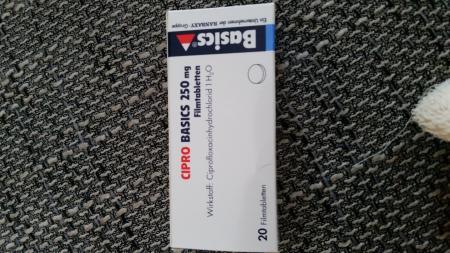 Basics®
Ein Unternehmen der RANBAXY - Gruppe
CIPRO BASICS 250 mg
Filmtabletten
Wirkstoff: Ciprofloxacinhydrochlorid 1 H₂O
20 Filmtabletten